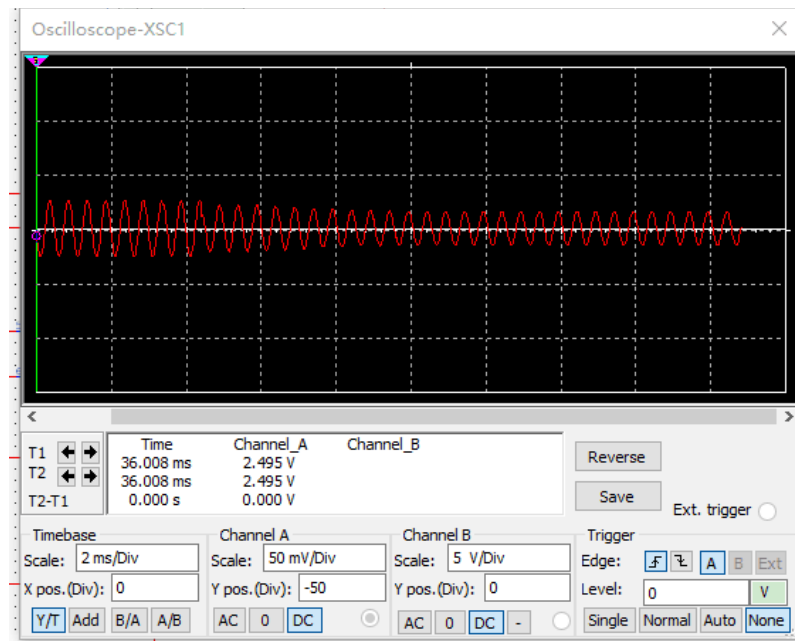 Oscilloscope-XSC1
T1
T2
T2-T1
Time Channel_A Channel_B
36.008 ms 2.495 V
36.008 ms 2.495 V
0.000 s 0.000 V
Reverse
Save
Ext. trigger
Timebase
Scale: 2 ms/Div
X pos.(Div): 0
Y/T Add B/A A/B
Channel A
Scale: 50 mV/Div
Y pos.(Div): -50
AC 0 DC
Channel B
Scale: 5 V/Div
Y pos.(Div): 0
AC 0 DC -
Trigger
Edge: A B Ext
Level: 0 V
Single Normal Auto None